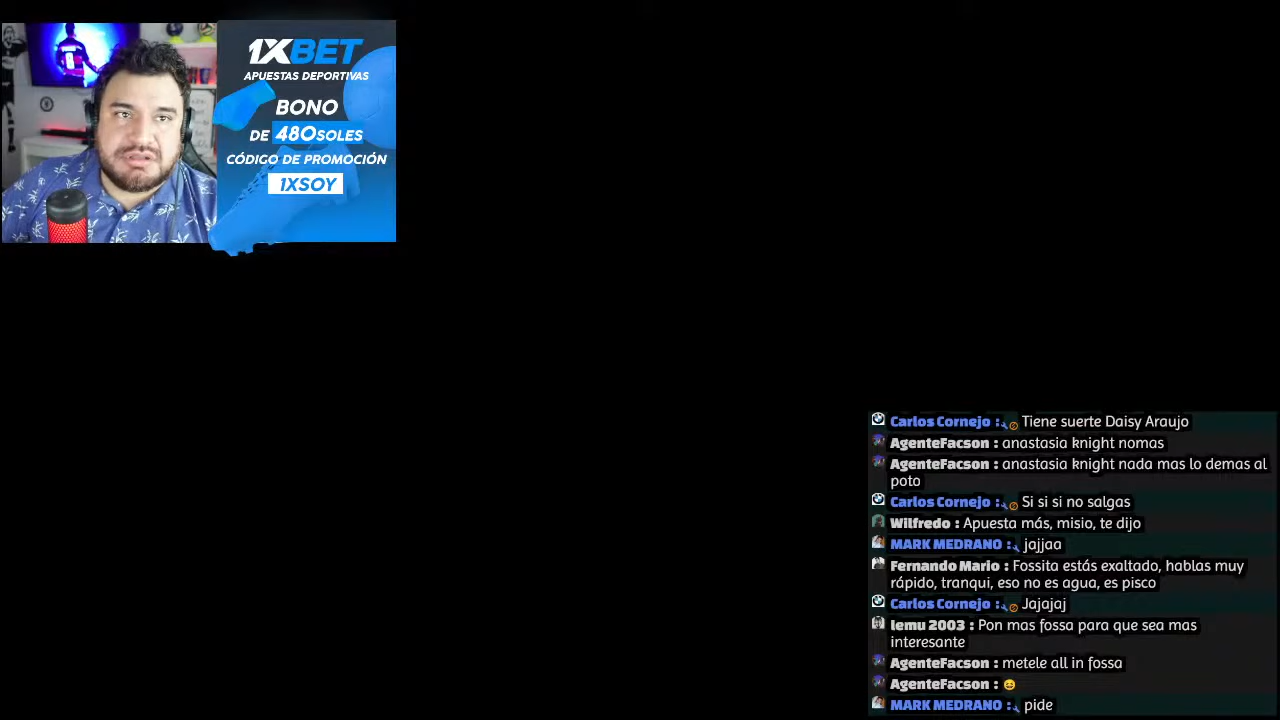 1XBET
APUESTAS DEPORTIVAS
BONO
DE 480SOLES
CÓDIGO DE PROMOCIÓN
1XSOY
Carlos Cornejo : Tiene suerte Daisy Araujo
AgenteFacson : anastasia knight nomas
AgenteFacson : anastasia knight nada mas lo demas al
poto
Carlos Cornejo : Si si si no salgas
Wilfredo : Apuesta más, misio, te dijo
MARK MEDRANO : jajjaa
Fernando Mario : Fossita estás exaltado, hablas muy
rápido, tranqui, eso no es agua, es pisco
Carlos Cornejo : Jajajaj
lemu 2003 : Pon mas fossa para que sea mas
interesante
AgenteFacson : metele all in fossa
AgenteFacson : 😆
MARK MEDRANO : pide